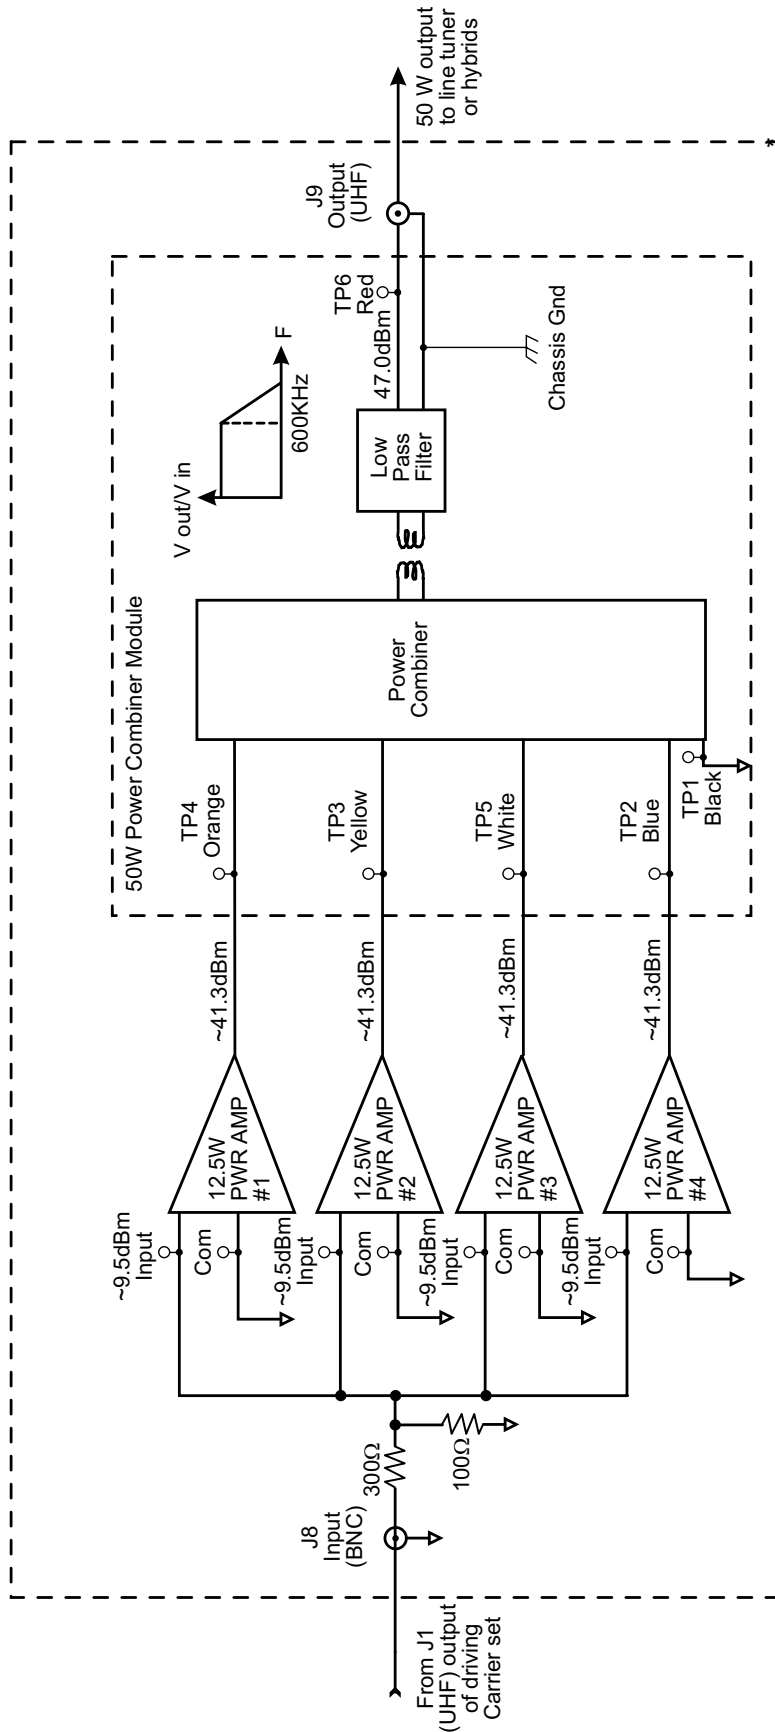 From J1
(UHF) output
of driving
Carrier set
J8
Input
(BNC)
300Ω
100Ω
~9.5dBm
Input
Com
12.5W
PWR AMP
#1
~41.3dBm
~9.5dBm
Input
Com
12.5W
PWR AMP
#2
~41.3dBm
~9.5dBm
Input
Com
12.5W
PWR AMP
#3
~41.3dBm
~9.5dBm
Input
Com
12.5W
PWR AMP
#4
~41.3dBm
50W Power Combiner Module
TP4
Orange
TP3
Yellow
TP5
White
TP2
Blue
TP1
Black
Power
Combiner
V out/V in
F
600KHz
Low
Pass
Filter
47.0dBm
TP6
Red
Chassis Gnd
J9
Output
(UHF)
50 W output
to line tuner
or hybrids
*